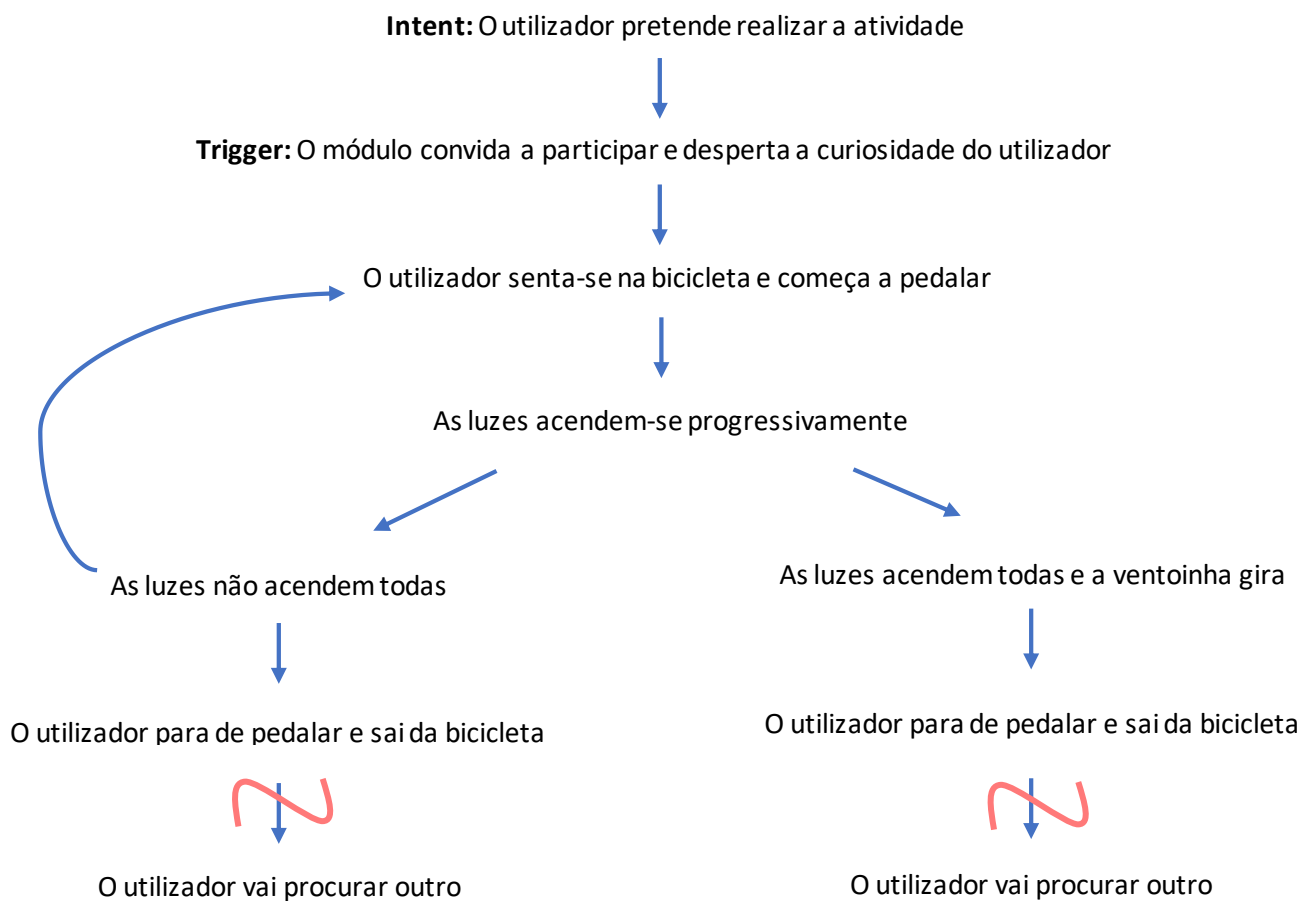 Intent: O utilizador pretende realizar a atividade
Trigger: O módulo convida a participar e desperta a curiosidade do utilizador
O utilizador senta-se na bicicleta e começa a pedalar
As luzes acendem-se progressivamente
As luzes não acendem todas
As luzes acendem todas e a ventoinha gira
O utilizador para de pedalar e sai da bicicleta
O utilizador para de pedalar e sai da bicicleta
O utilizador vai procurar outro
O utilizador vai procurar outro